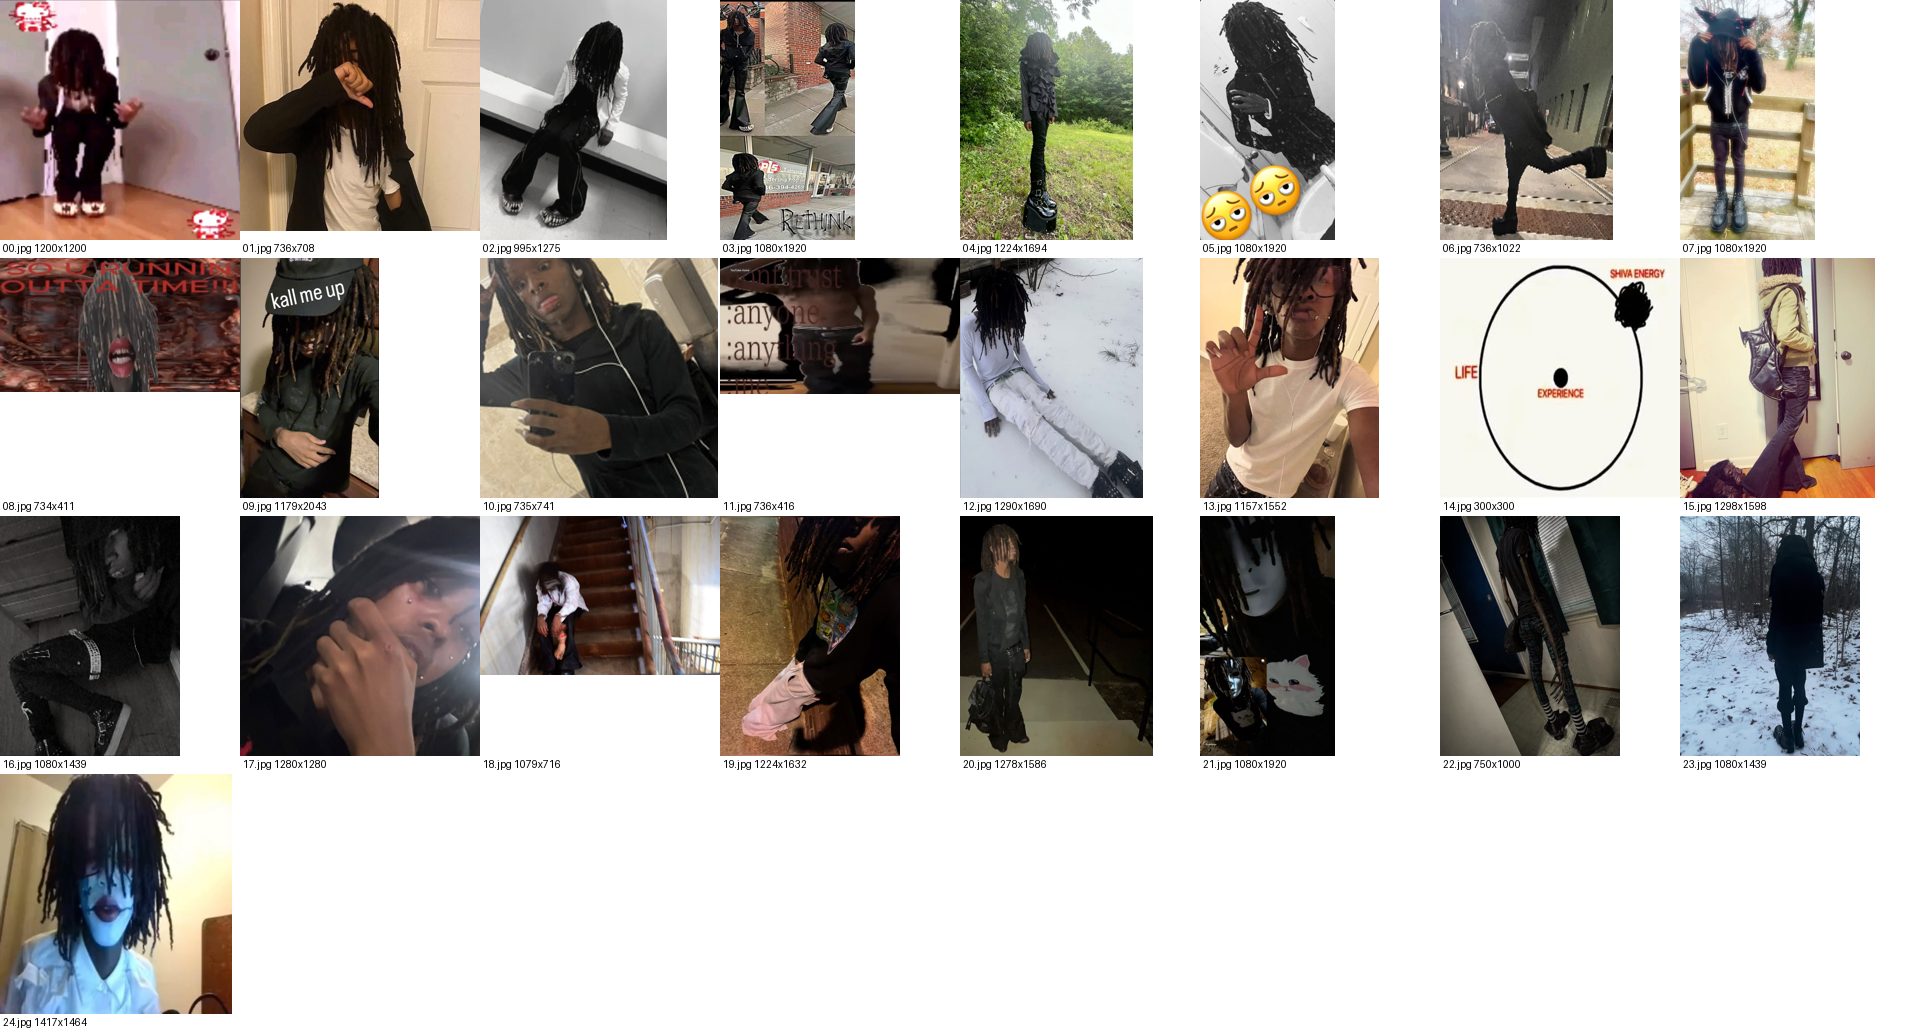 00.jpg 1200x1200
01.jpg 736x708
02.jpg 995x1275
RETHINK
03.jpg 1080x1920
04.jpg 1224x1694
05.jpg 1080x1920
06.jpg 736x1022
07.jpg 1080x1920
SO U RUNNIN
OUTTA TIME!!!
08.jpg 734x411
kall me up
09.jpg 1179x2043
10.jpg 735x741
trust
:anyone
:anything
11.jpg 736x416
12.jpg 1290x1690
13.jpg 1157x1552
SHIVA ENERGY
LIFE
EXPERIENCE
14.jpg 300x300
15.jpg 1298x1598
16.jpg 1080x1439
17.jpg 1280x1280
18.jpg 1079x716
19.jpg 1224x1632
20.jpg 1278x1586
21.jpg 1080x1920
22.jpg 750x1000
23.jpg 1080x1439
24.jpg 1417x1464